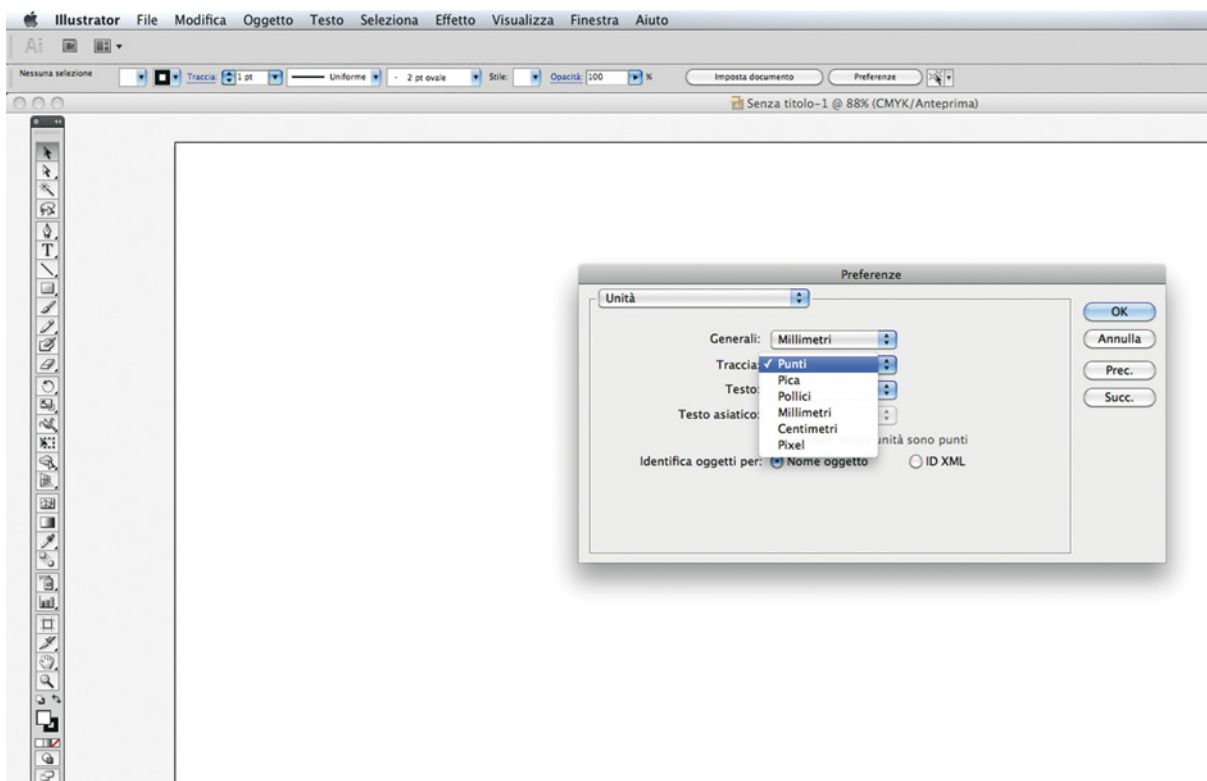 Illustrator File Modifica Oggetto Testo Seleziona Effetto Visualizza Finestra Aiuto
Ai Br
Nessuna selezione Traccia: 1 pt Uniforme 2 pt ovale Stile: Opacità: 100 % Imposta documento Preferenze
Senza titolo-1 @ 88% (CMYK/Anteprima)
Preferenze
Unità
OK
Generali: Millimetri
Annulla
Traccia: ✓ Punti
Prec.
Pica
Testo:
Pollici
Succ.
Testo asiatico: Millimetri
Centimetri
unità sono punti
Pixel
Identifica oggetti per: Nome oggetto ID XML
T